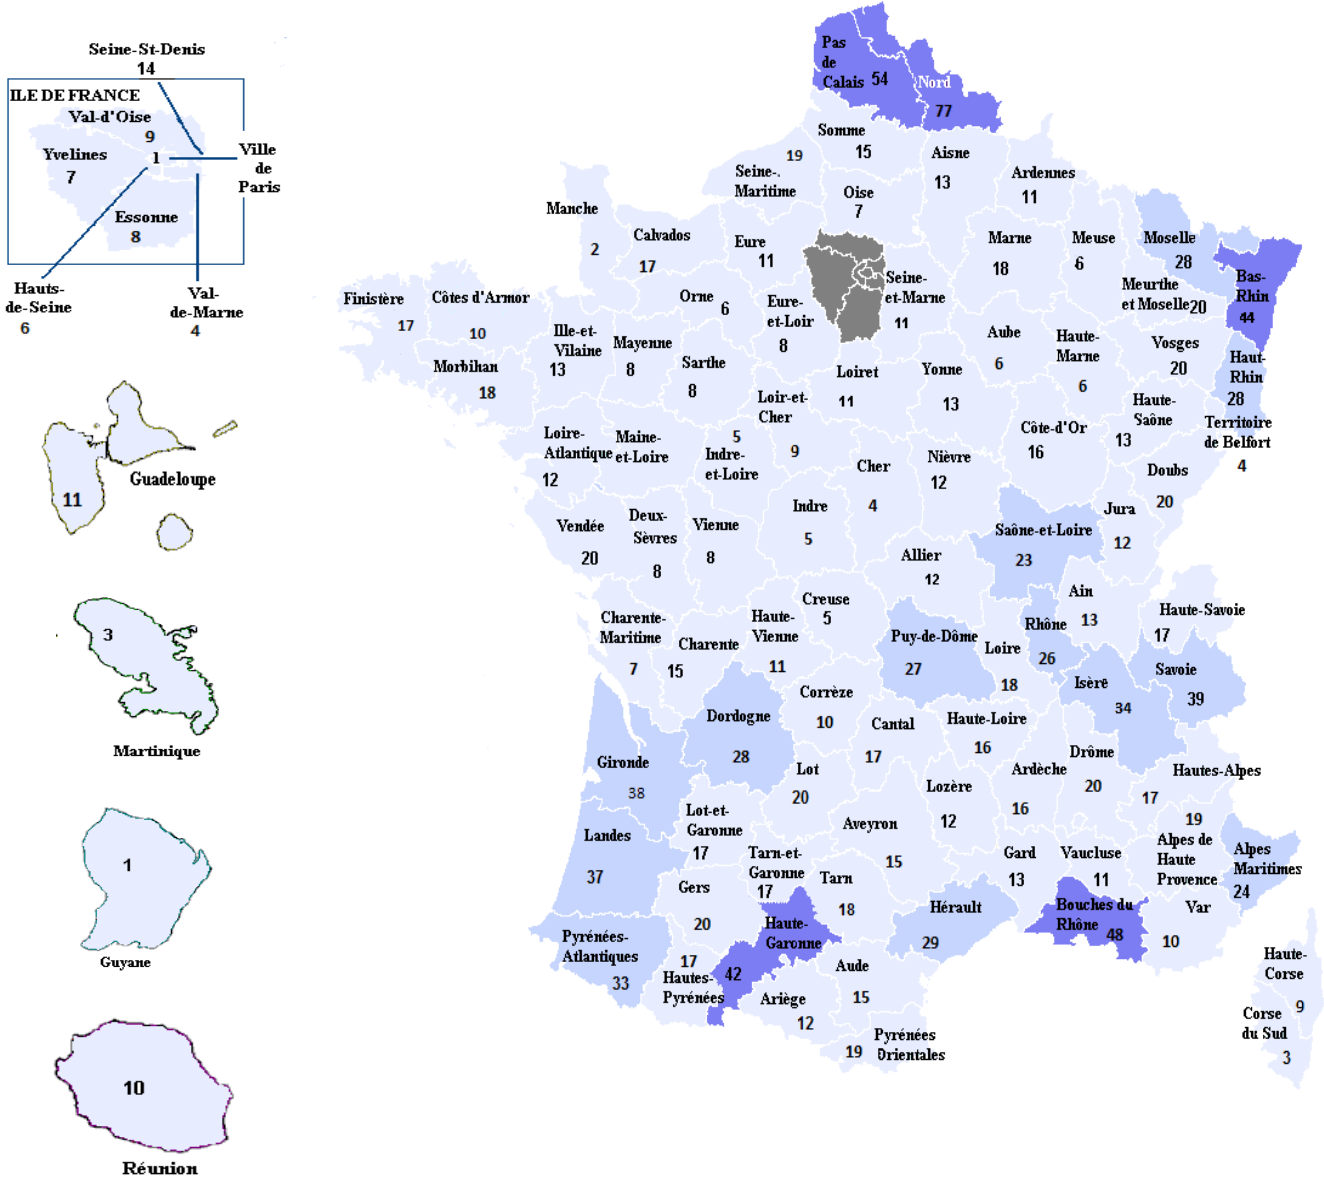 Seine-St-Denis
14
ILE DE FRANCE
Val-d'Oise
9
Yvelines
7
1
Ville
de
Paris
Essonne
8
Hauts-
de-Seine
6
Val-
de-Marne
4
11
Guadeloupe
3
Martinique
1
Guyane
10
Réunion
Pas
de
Calais 54
Nord
77
Somme
15
19
Seine-
Maritime
Aisne
13
Oise
7
Ardennes
11
Manche
2
Calvados
17
Eure
11
Marne
18
Meuse
6
Moselle
28
Meurthe
et Moselle 20
Bas-
Rhin
44
Seine-
et-Marne
11
Finistère
17
Côtes d'Armor
10
Orne
6
Eure-
et-Loir
8
Ille-et-
Vilaine
13
Mayenne
8
Sarthe
8
Morbihan
18
Loiret
11
Yonne
13
Aube
6
Haute-
Marne
6
Vosges
20
Haut-
Rhin
28
Haute-
Saône
13
Territoire
de Belfort
4
Loir-et-
Cher
9
Loire-
Atlantique
12
Maine-
et-Loire
5
Indre-
et-Loire
Cher
4
Nièvre
12
Côte-d'Or
16
Doubs
20
Jura
12
Vendée
20
Deux-
Sèvres
8
Vienne
8
Indre
5
Allier
12
Saône-et-Loire
23
Ain
13
Haute-Savoie
17
Charente-
Maritime
7
Charente
15
Haute-
Vienne
11
Creuse
5
Puy-de-Dôme
27
Loire
18
Rhône
26
Isère
34
Savoie
39
Dordogne
28
Corrèze
10
Cantal
17
Haute-Loire
16
Gironde
38
Lot
20
Lozère
12
Ardèche
16
Drôme
20
Hautes-Alpes
17
Landes
37
Lot-et-
Garonne
17
Tarn-et-
Garonne
17
Aveyron
15
Tarn
18
Gard
13
Vaucluse
11
19
Alpes de
Haute
Provence
Alpes
Maritimes
24
Gers
20
Haute-
Garonne
42
Hérault
29
Bouches du
Rhône 48
Var
10
Pyrénées-
Atlantiques
33
17
Hautes-
Pyrénées
Ariège
12
Aude
15
19
Pyrénées
Orientales
Haute-
Corse
9
Corse
du Sud
3